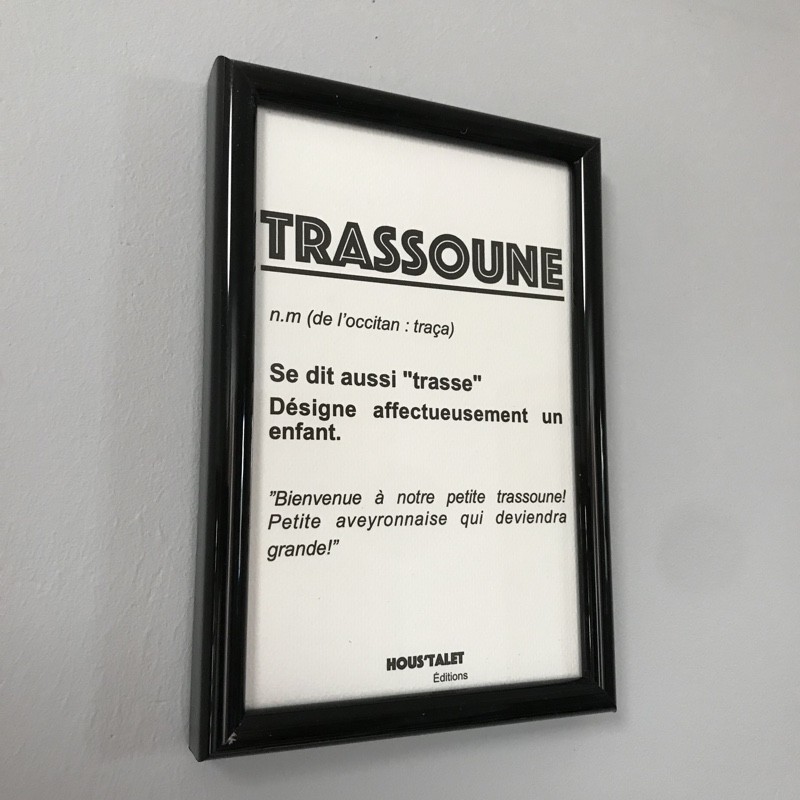 TRASSOUNE
n.m (de l'occitan : traça)
Se dit aussi "trasse"
Désigne affectueusement un
enfant.
"Bienvenue à notre petite trassoune!
Petite aveyronnaise qui deviendra
grande!"
HOUS'TALET
Éditions